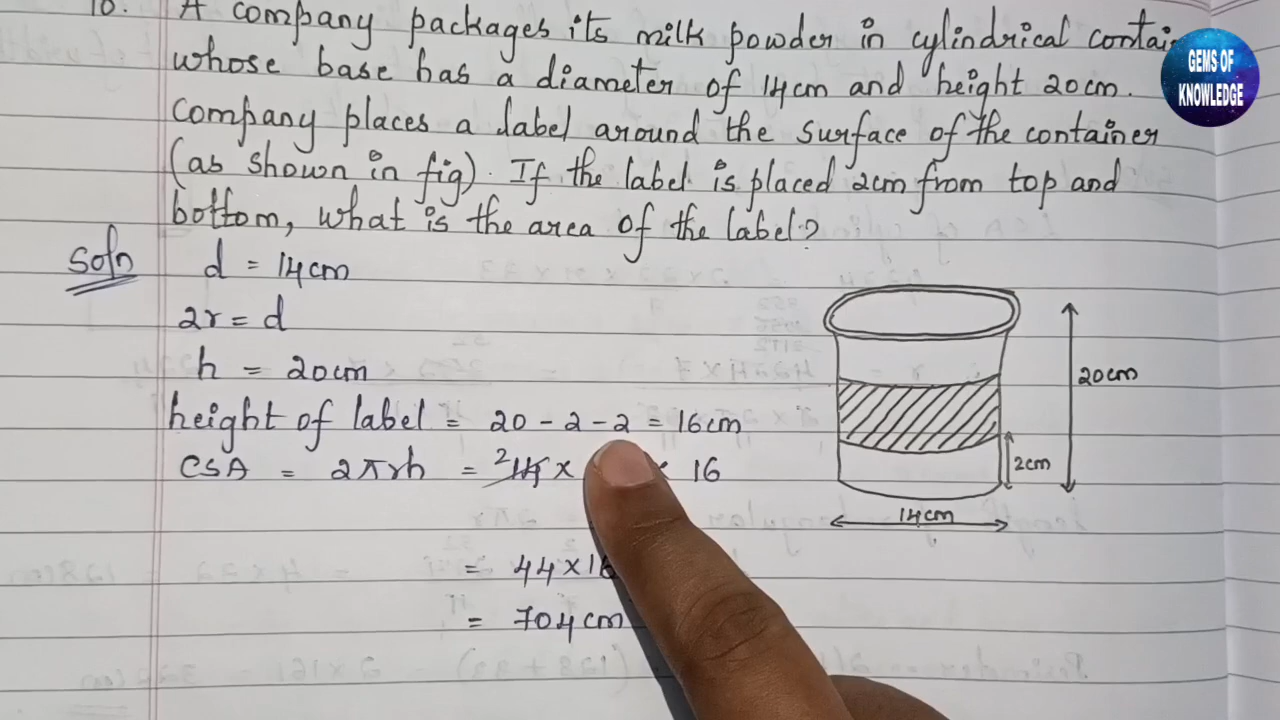 10. A company packages its milk powder in cylindrical contai
whose base has a diameter of 14cm and height 20cm.
Company places a label around the surface of the container
(as shown in fig). If the label is placed 2cm from top and
bottom, what is the area of the label?
Soln d = 14cm
2r = d
h = 20cm
height of label = 20 - 2 - 2 = 16cm
CSA = 2πrh = 2 14 × × 16
= 44×16
= 704cm
20cm
2cm
14cm
GEMS OF
KNOWLEDGE